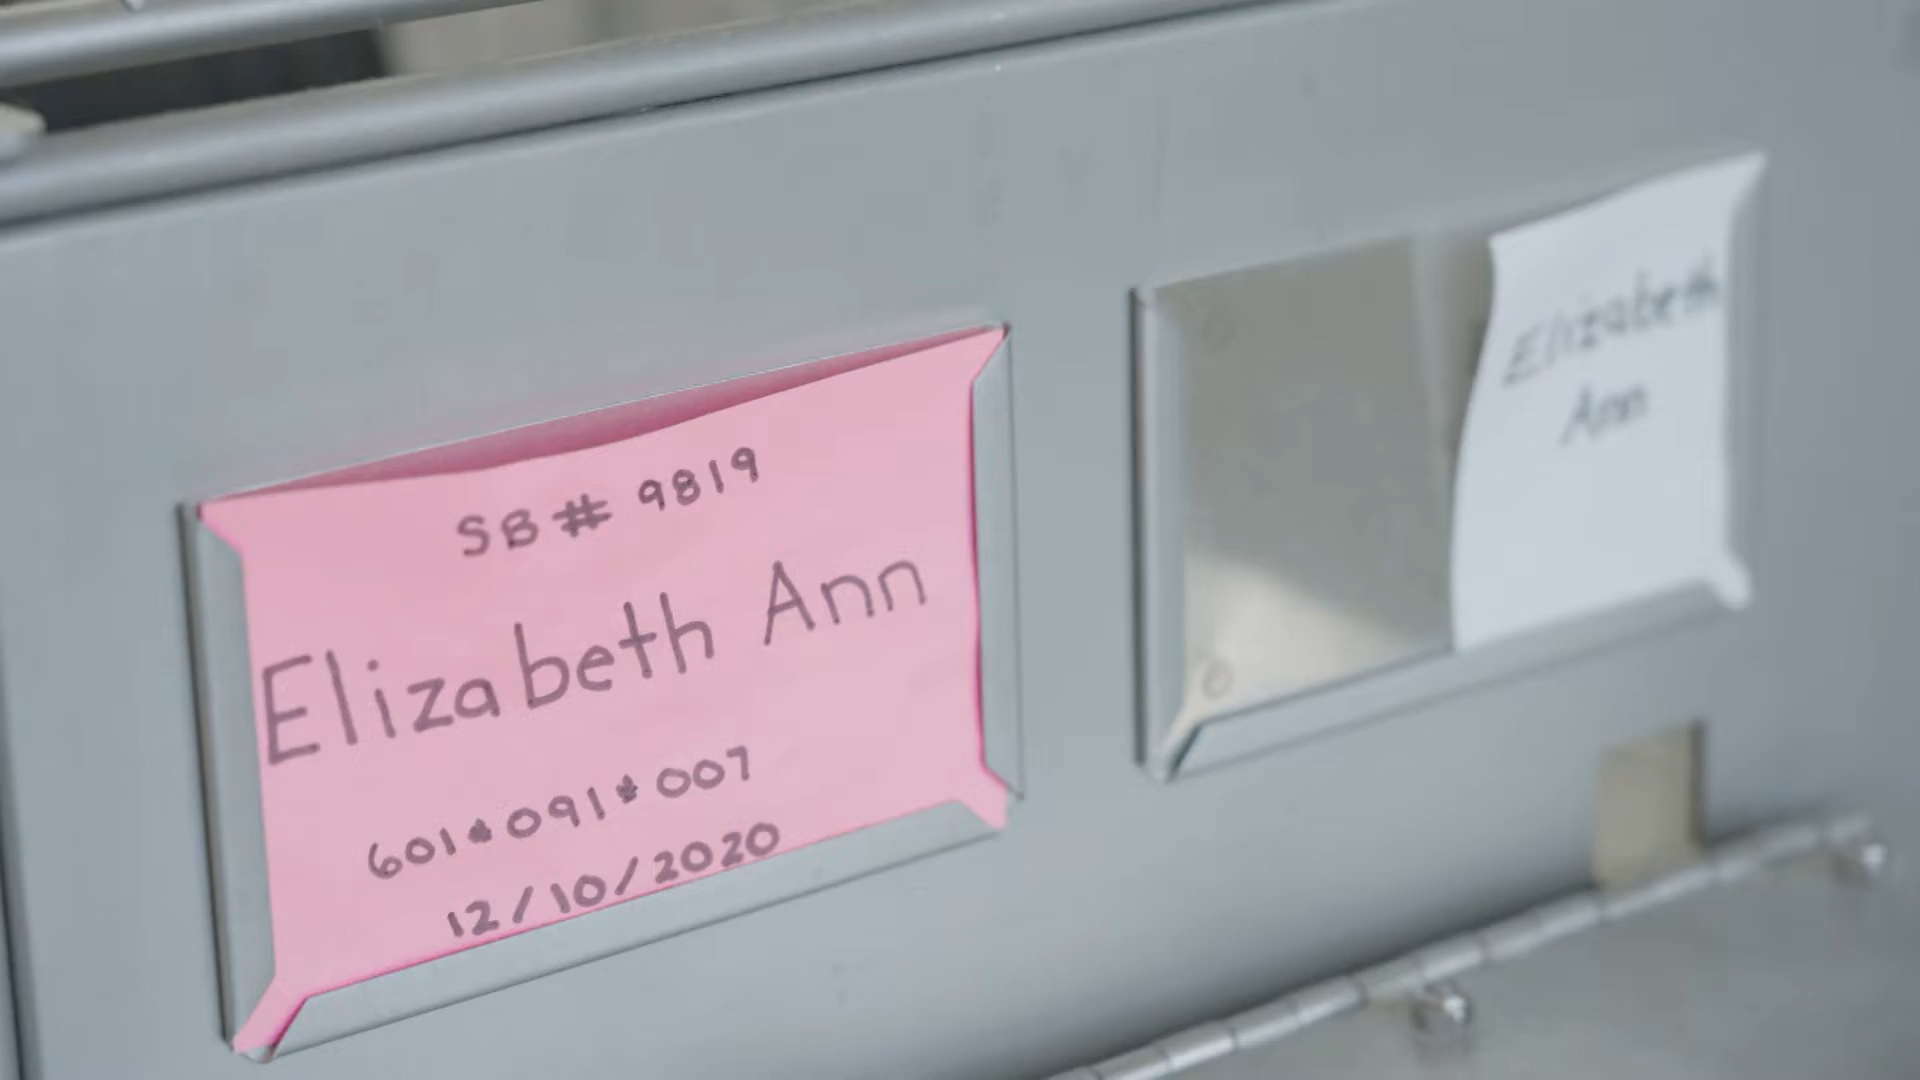 SB# 9819
Elizabeth Ann
601*091*007
12/10/2020
Elizabeth
Ann